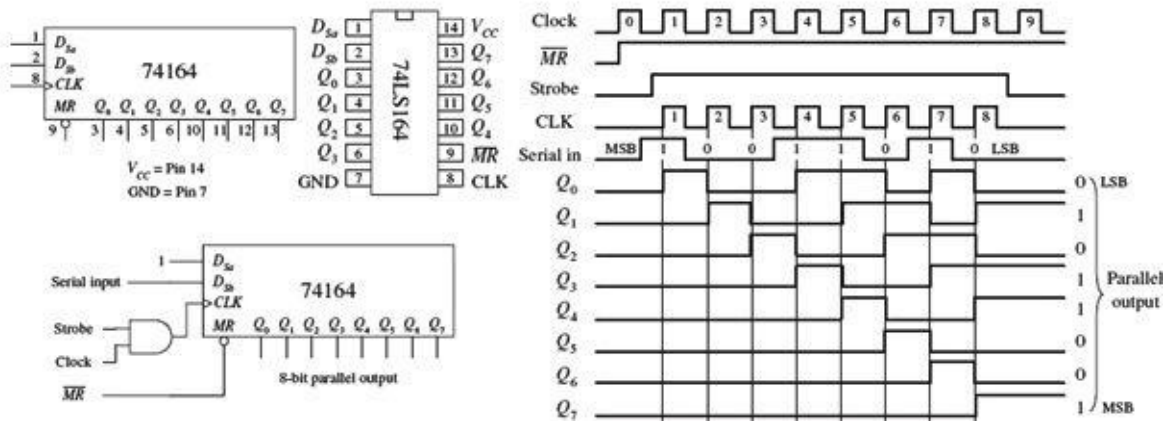 1 D_Sa
2 D_Sb
8 CLK
74164
MR Q0 Q1 Q2 Q3 Q4 Q5 Q6 Q7
9 3 4 5 6 10 11 12 13
V_CC = Pin 14
GND = Pin 7
D_Sa 1 14 V_CC
D_Sb 2 13 Q7
Q0 3 12 Q6
Q1 4 11 Q5
Q2 5 10 Q4
Q3 6 9 MR
GND 7 8 CLK
74LS164
1 D_Sa
Serial input D_Sb
CLK
74164
Strobe
Clock
MR Q0 Q1 Q2 Q3 Q4 Q5 Q6 Q7
8-bit parallel output
MR
Clock 0 1 2 3 4 5 6 7 8 9
MR
Strobe
CLK 1 2 3 4 5 6 7 8
Serial in MSB 1 0 0 1 1 0 1 0 LSB
Q0 0 LSB
Q1 1
Q2 0
Q3 1
Q4 1
Q5 0
Q6 0
Q7 1 MSB
Parallel
output